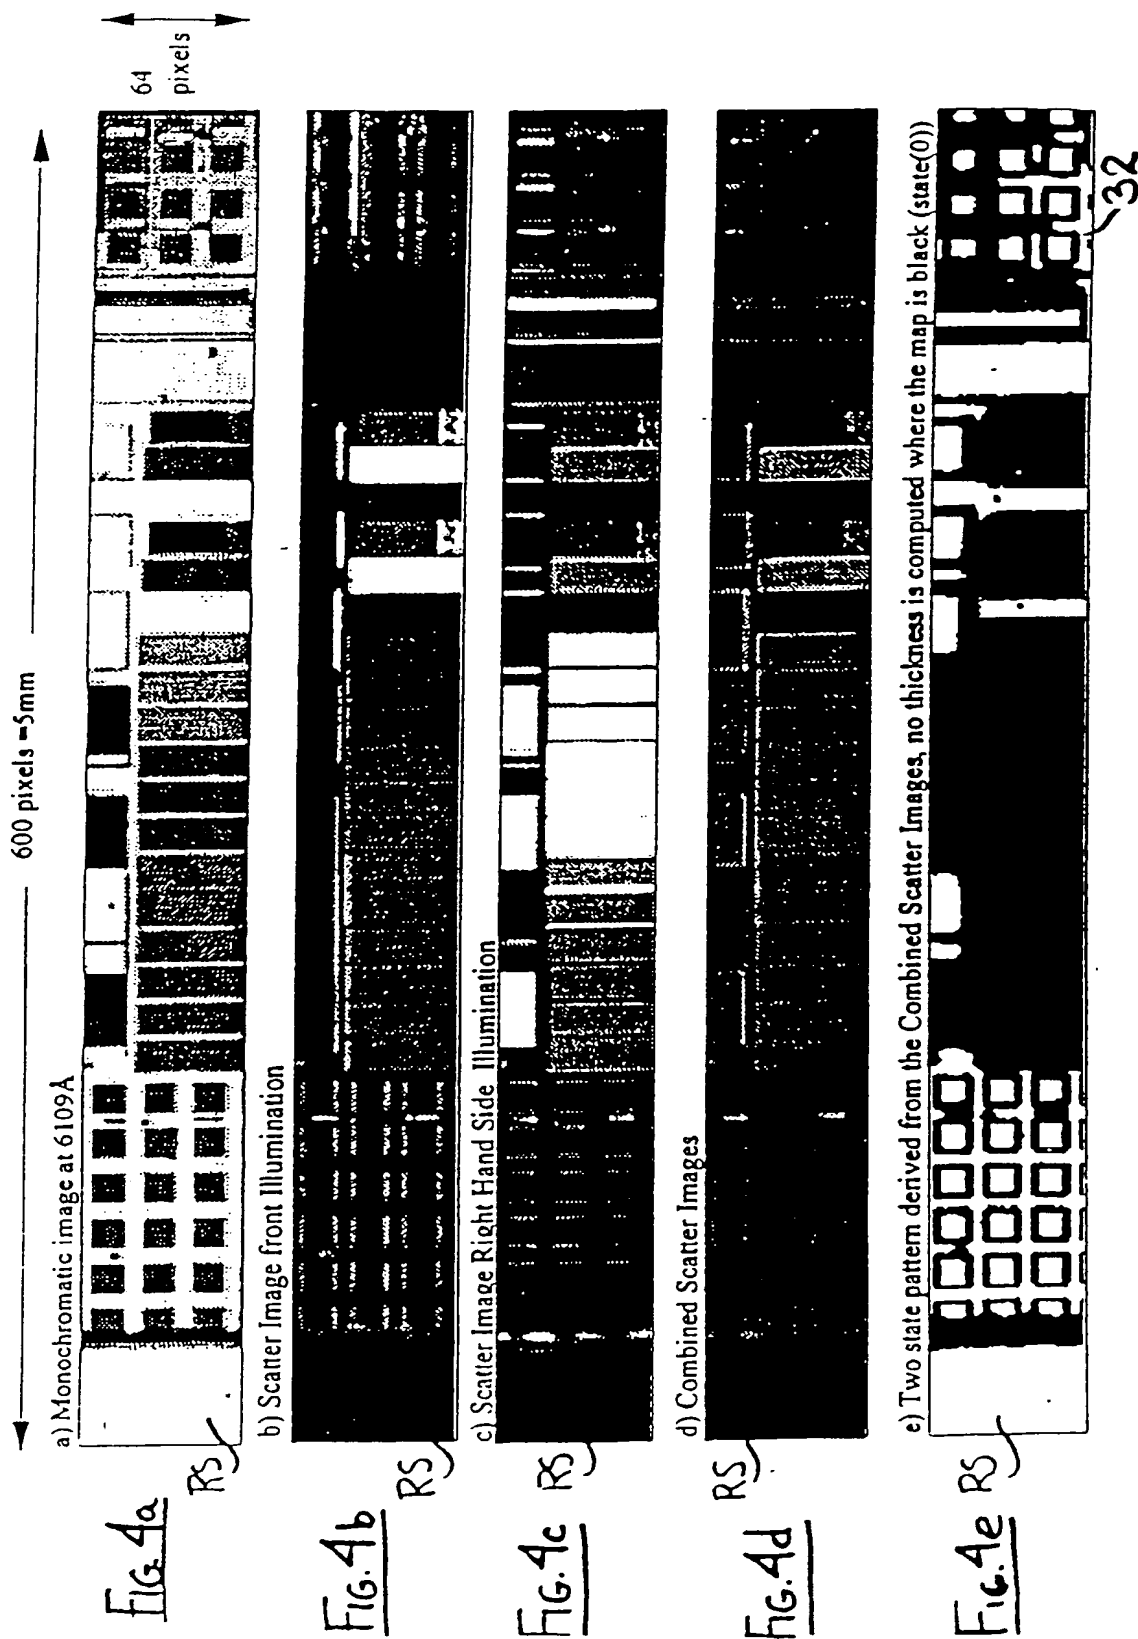 600 pixels =5mm
64
pixels
a) Monochromatic image at 6109Å
RS
FIG. 4a
b) Scatter Image front Illumination
RS
FIG. 4b
c) Scatter Image Right Hand Side Illumination
RS
FIG. 4c
d) Combined Scatter Images
RS
FIG. 4d
e) Two state pattern derived from the Combined Scatter Images, no thickness is computed where the map is black (state(0))
32
RS
FIG. 4e